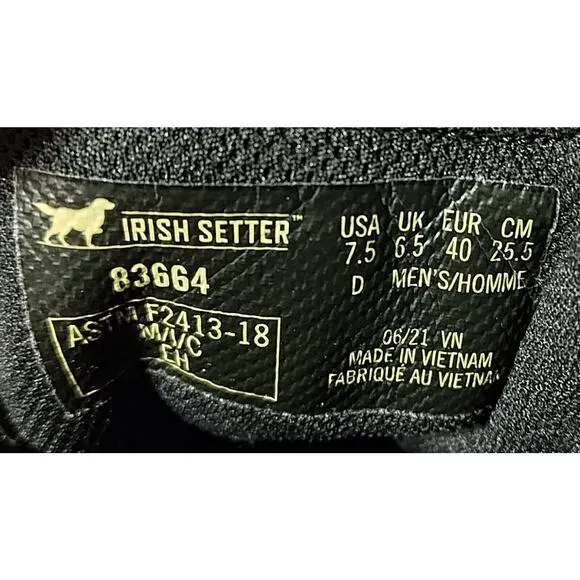 IRISH SETTER™
83664
ASTM F2413-18
M/I/C
EH
USA UK EUR CM
7.5 6.5 40 25.5
D MEN'S/HOMME
06/21 VN
MADE IN VIETNAM
FABRIQUÉ AU VIETNAM